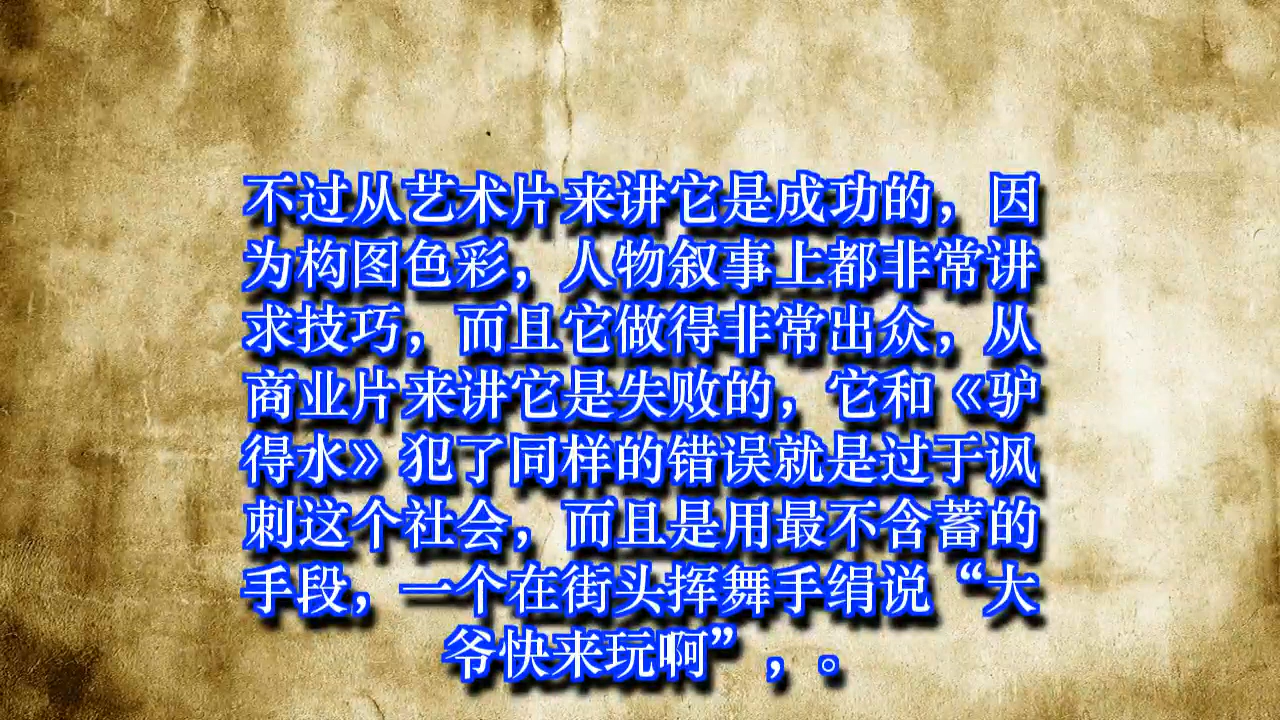 不过从艺术片来讲它是成功的，因
为构图色彩，人物叙事上都非常讲
求技巧，而且它做得非常出众，从
商业片来讲它是失败的，它和《驴
得水》犯了同样的错误就是过于讽
刺这个社会，而且是用最不含蓄的
手段，一个在街头挥舞手绢说“大
爷快来玩啊”，。